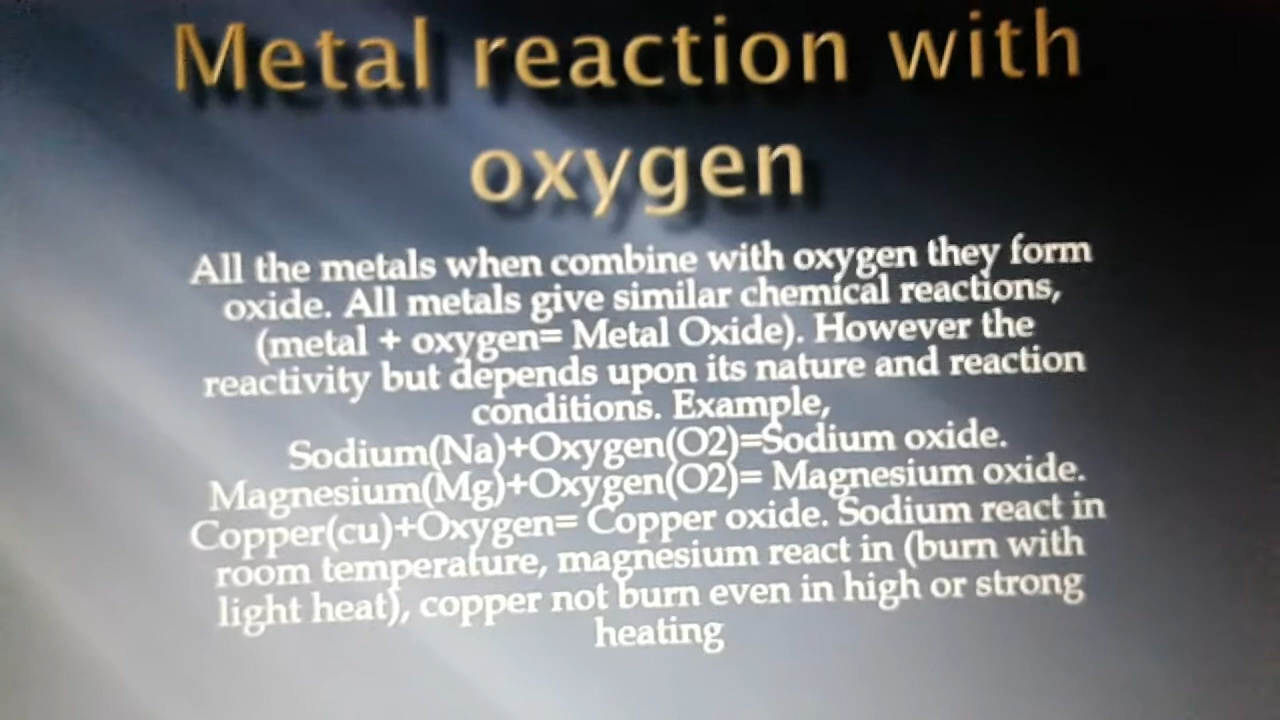 Metal reaction with
oxygen
All the metals when combine with oxygen they form
oxide. All metals give similar chemical reactions,
(metal + oxygen= Metal Oxide). However the
reactivity but depends upon its nature and reaction
conditions. Example,
Sodium(Na)+Oxygen(O2)=Sodium oxide.
Magnesium(Mg)+Oxygen(O2)= Magnesium oxide.
Copper(cu)+Oxygen= Copper oxide. Sodium react in
room temperature, magnesium react in (burn with
light heat), copper not burn even in high or strong
heating